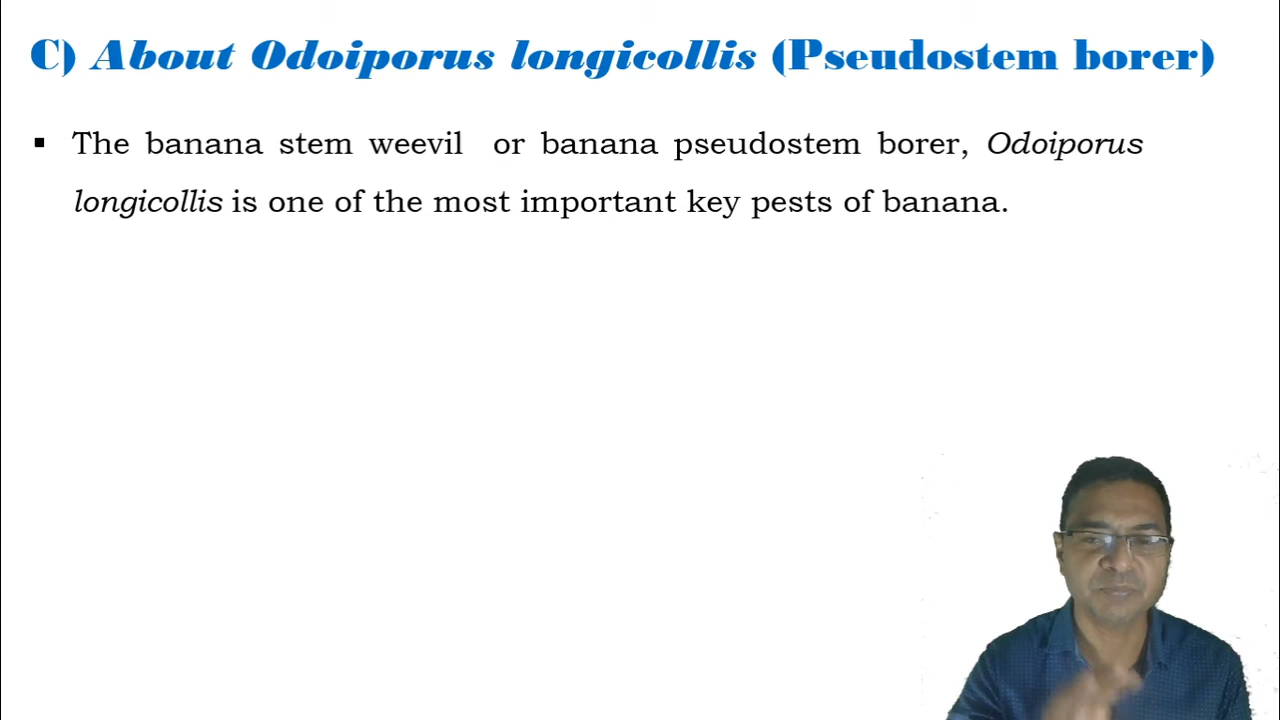 C) About Odoiporus longicollis (Pseudostem borer)
▪ The banana stem weevil or banana pseudostem borer, Odoiporus
longicollis is one of the most important key pests of banana.